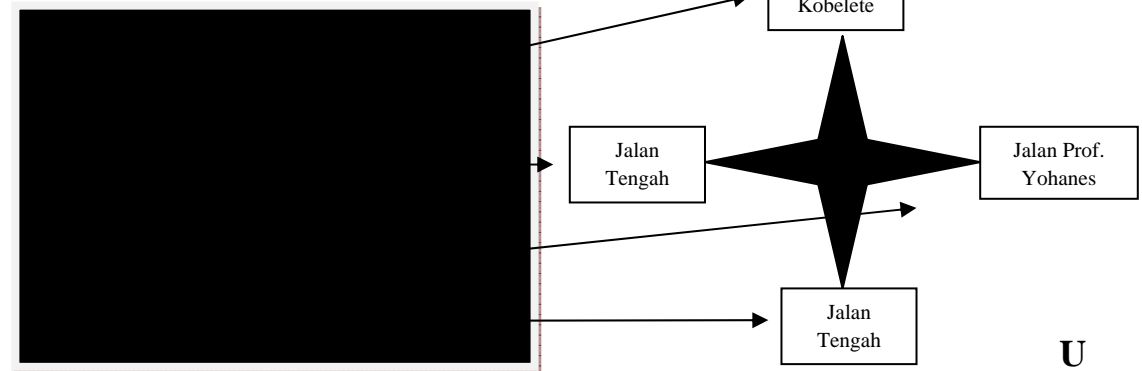 Kobelete
Jalan
Tengah
Jalan Prof.
Yohanes
Jalan
Tengah
U